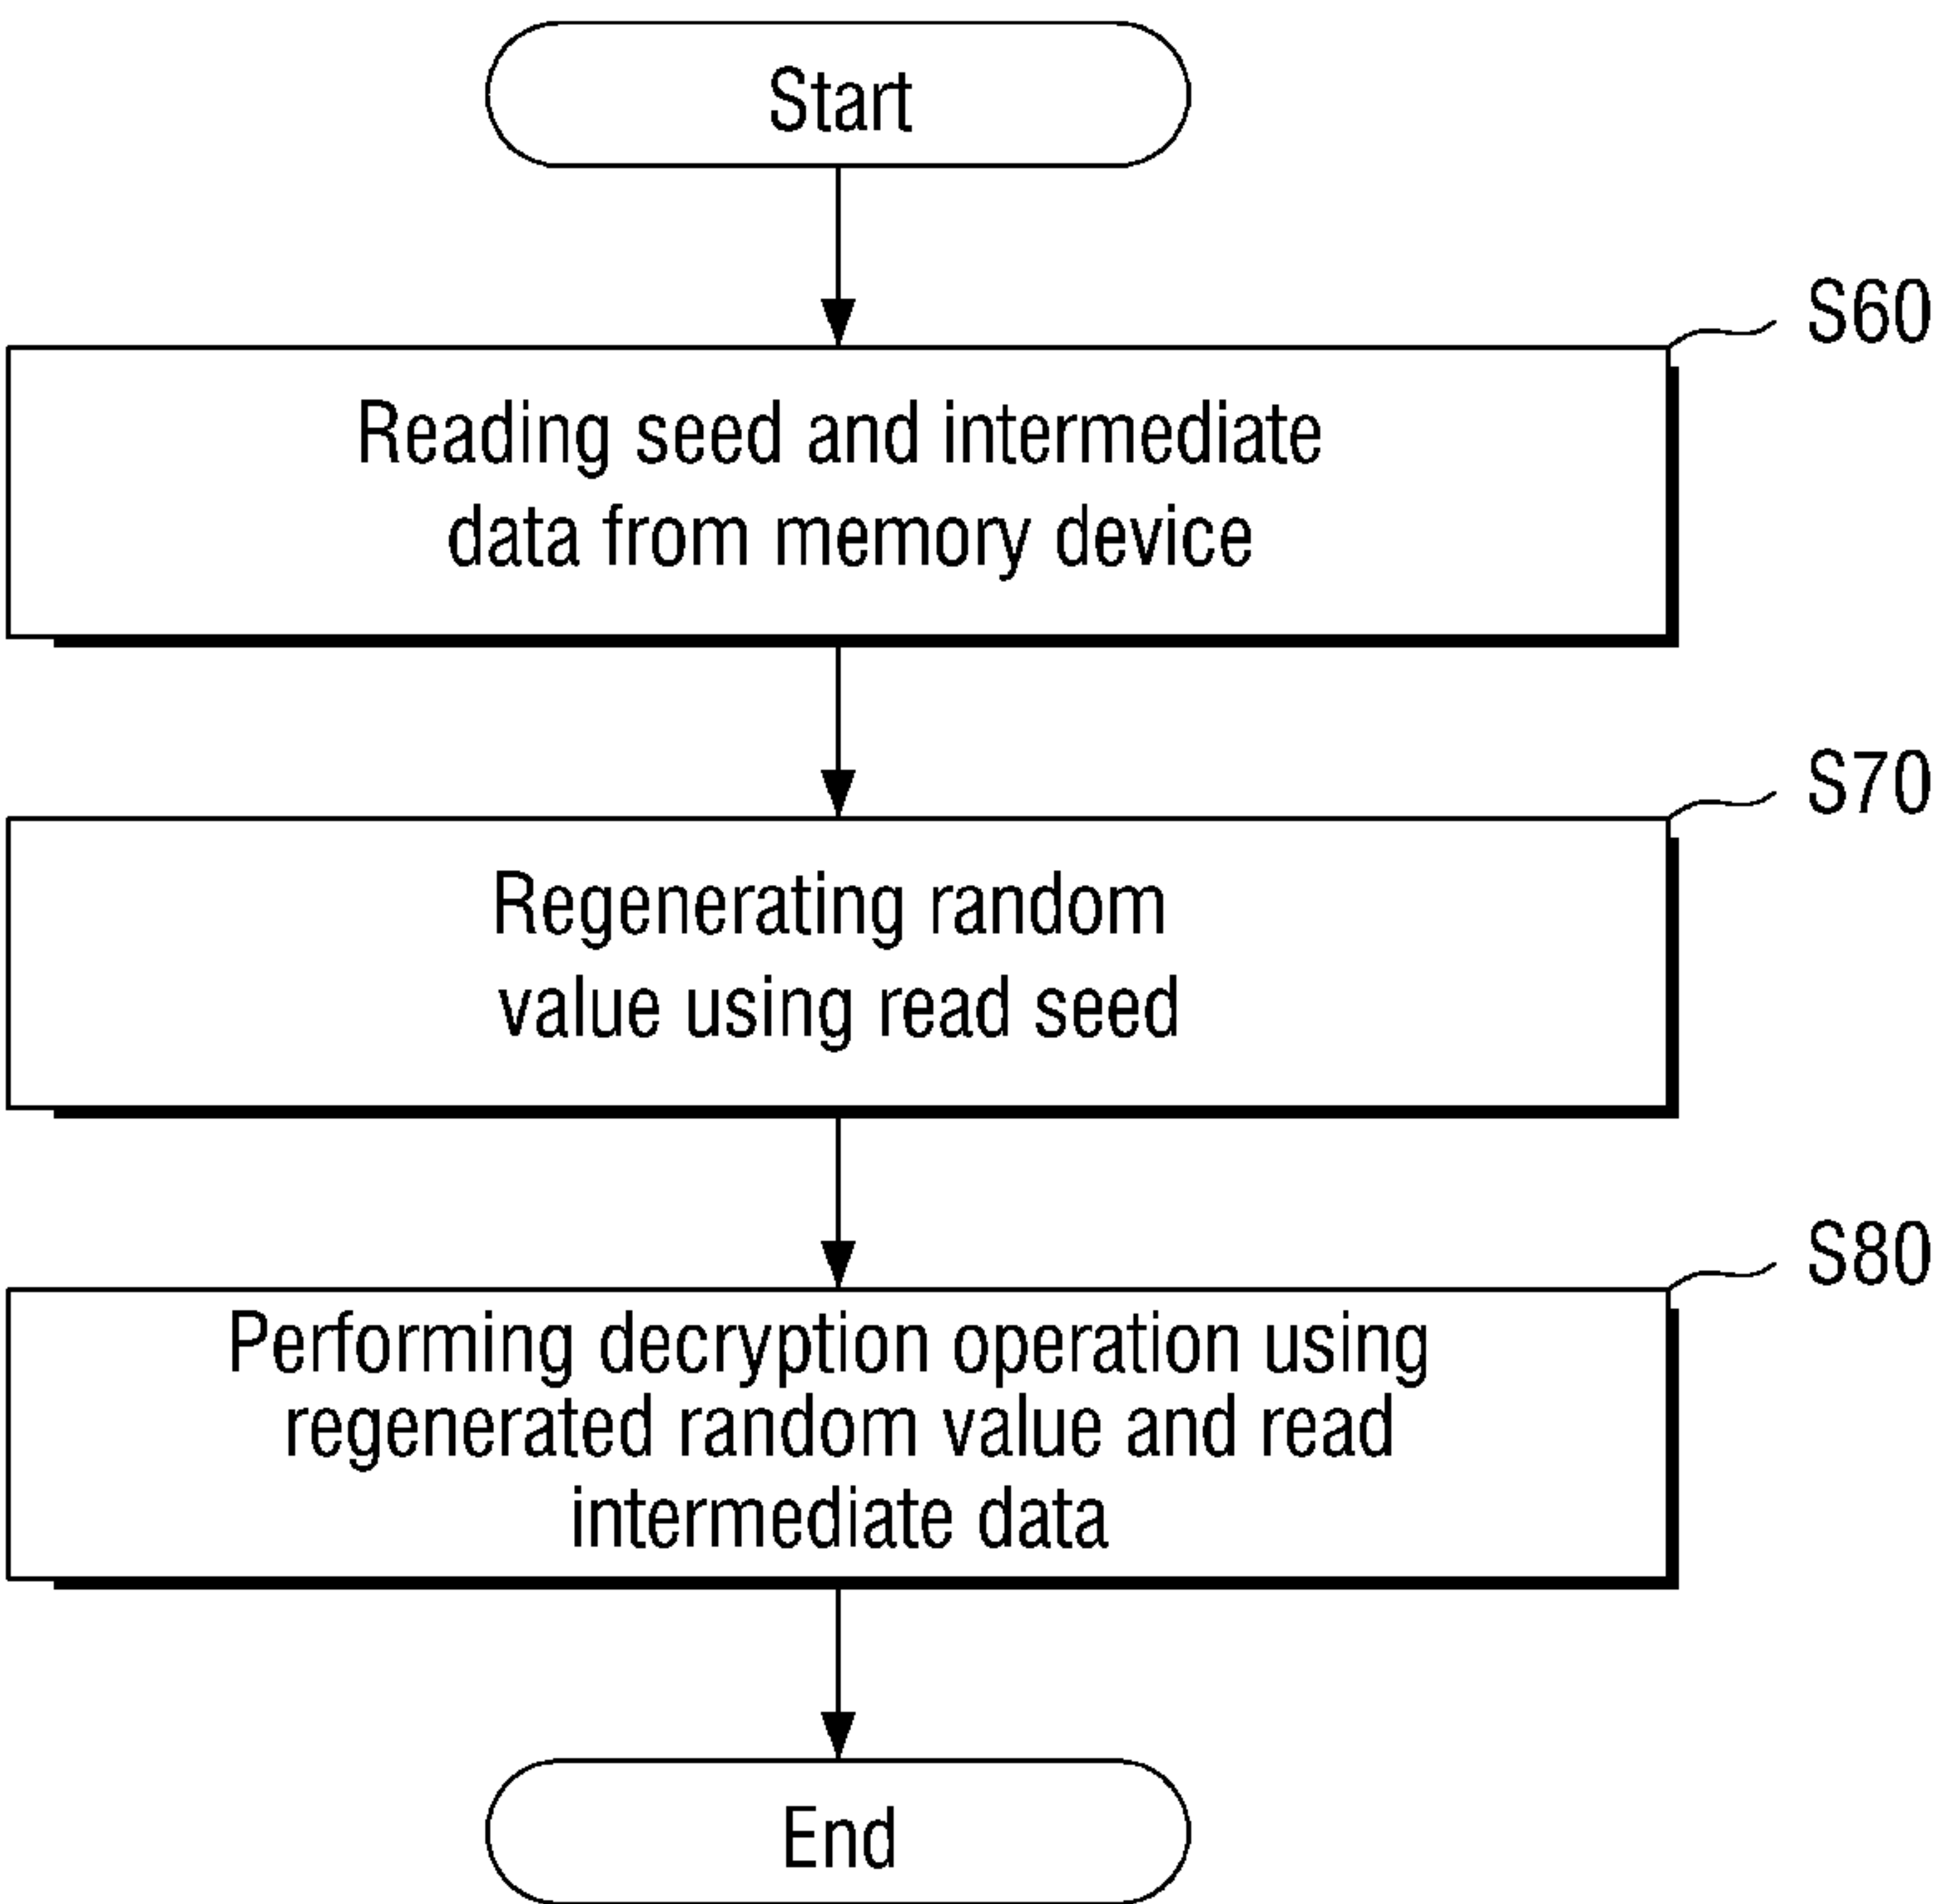 Start
S60
Reading seed and intermediate
data from memory device
S70
Regenerating random
value using read seed
S80
Performing decryption operation using
regenerated random value and read
intermediate data
End